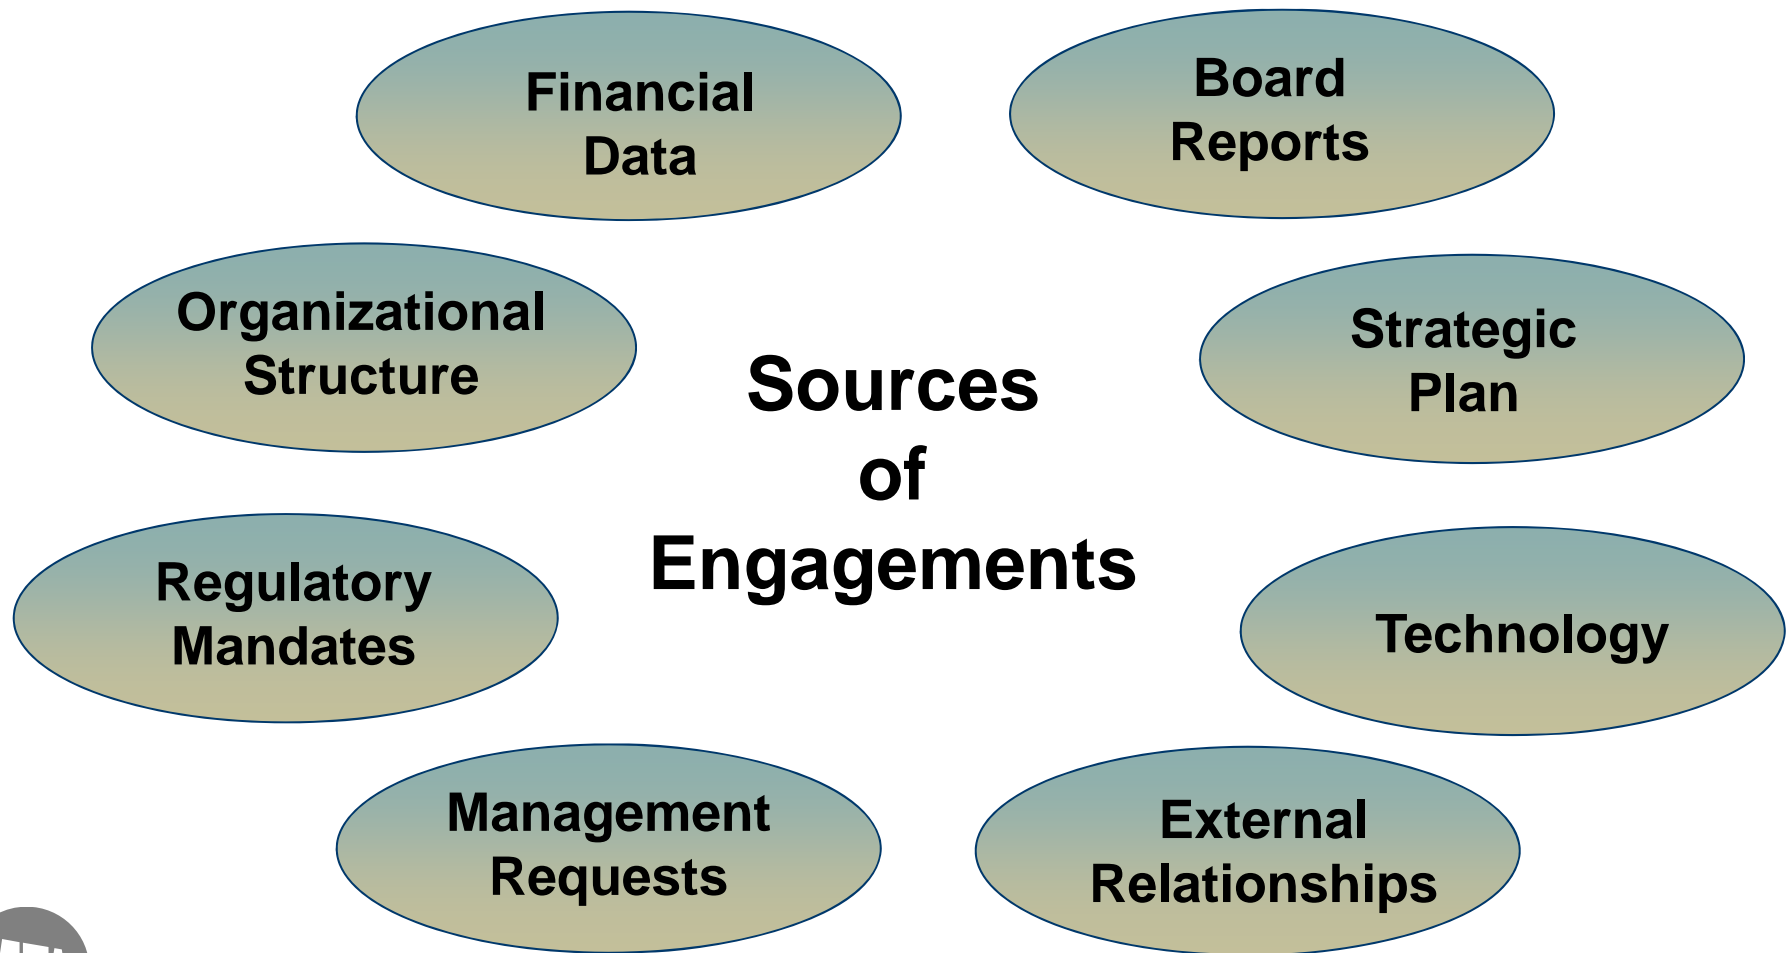 Financial
Data
Board
Reports
Organizational
Structure
Strategic
Plan
Sources
of
Engagements
Regulatory
Mandates
Technology
Management
Requests
External
Relationships